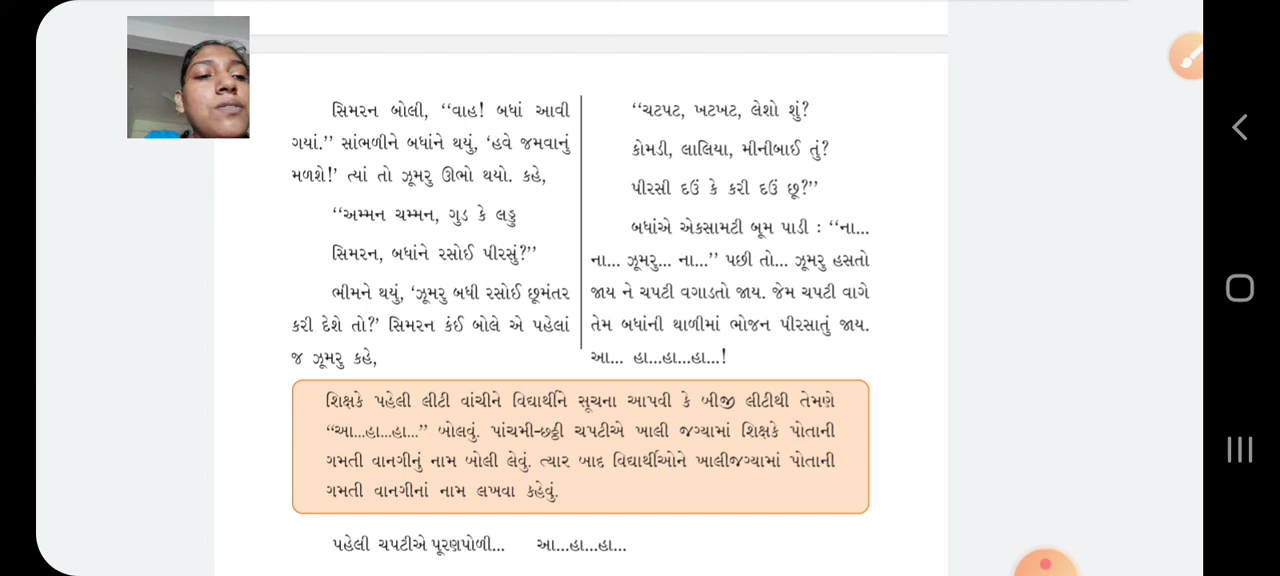 સિમરન બોલી, “વાહ! બધાં આવી
ગયાં.” સાંભળીને બધાંને થયું, ‘હવે જમવાનું
મળશે!’ ત્યાં તો ઝૂમરુ ઊભો થયો. કહે,
“અમ્મન ચમ્મન, ગુડ કે લડ્ડુ
સિમરન, બધાંને રસોઈ પીરસું?”
ભીમને થયું, ‘ઝૂમરુ બધી રસોઈ છૂમંતર
કરી દેશે તો?’ સિમરન કંઈ બોલે એ પહેલાં
જ ઝૂમરુ કહે,
“ચટપટ, ખટખટ, લેશો શું?
કોમડી, લાલિયા, મીનીબાઈ તું?
પીરસી દઉં કે કરી દઉં છૂ?”
બધાંએ એકસામટી બૂમ પાડી : “ના...
ના... ઝૂમરુ... ના...” પછી તો... ઝૂમરુ હસતો
જાય ને ચપટી વગાડતો જાય. જેમ ચપટી વાગે
તેમ બધાંની થાળીમાં ભોજન પીરસાતું જાય.
આ... હા...હા...હા...!
શિક્ષકે પહેલી લીટી વાંચીને વિદ્યાર્થીને સૂચના આપવી કે બીજી લીટીથી તેમણે
“આ...હા...હા...” બોલવું. પાંચમી-છઠ્ઠી ચપટીએ ખાલી જગ્યામાં શિક્ષકે પોતાની
ગમતી વાનગીનું નામ બોલી લેવું. ત્યાર બાદ વિદ્યાર્થીઓને ખાલીજગ્યામાં પોતાની
ગમતી વાનગીનાં નામ લખવા કહેવું.
પહેલી ચપટીએ પૂરણપોળી... આ...હા...હા...